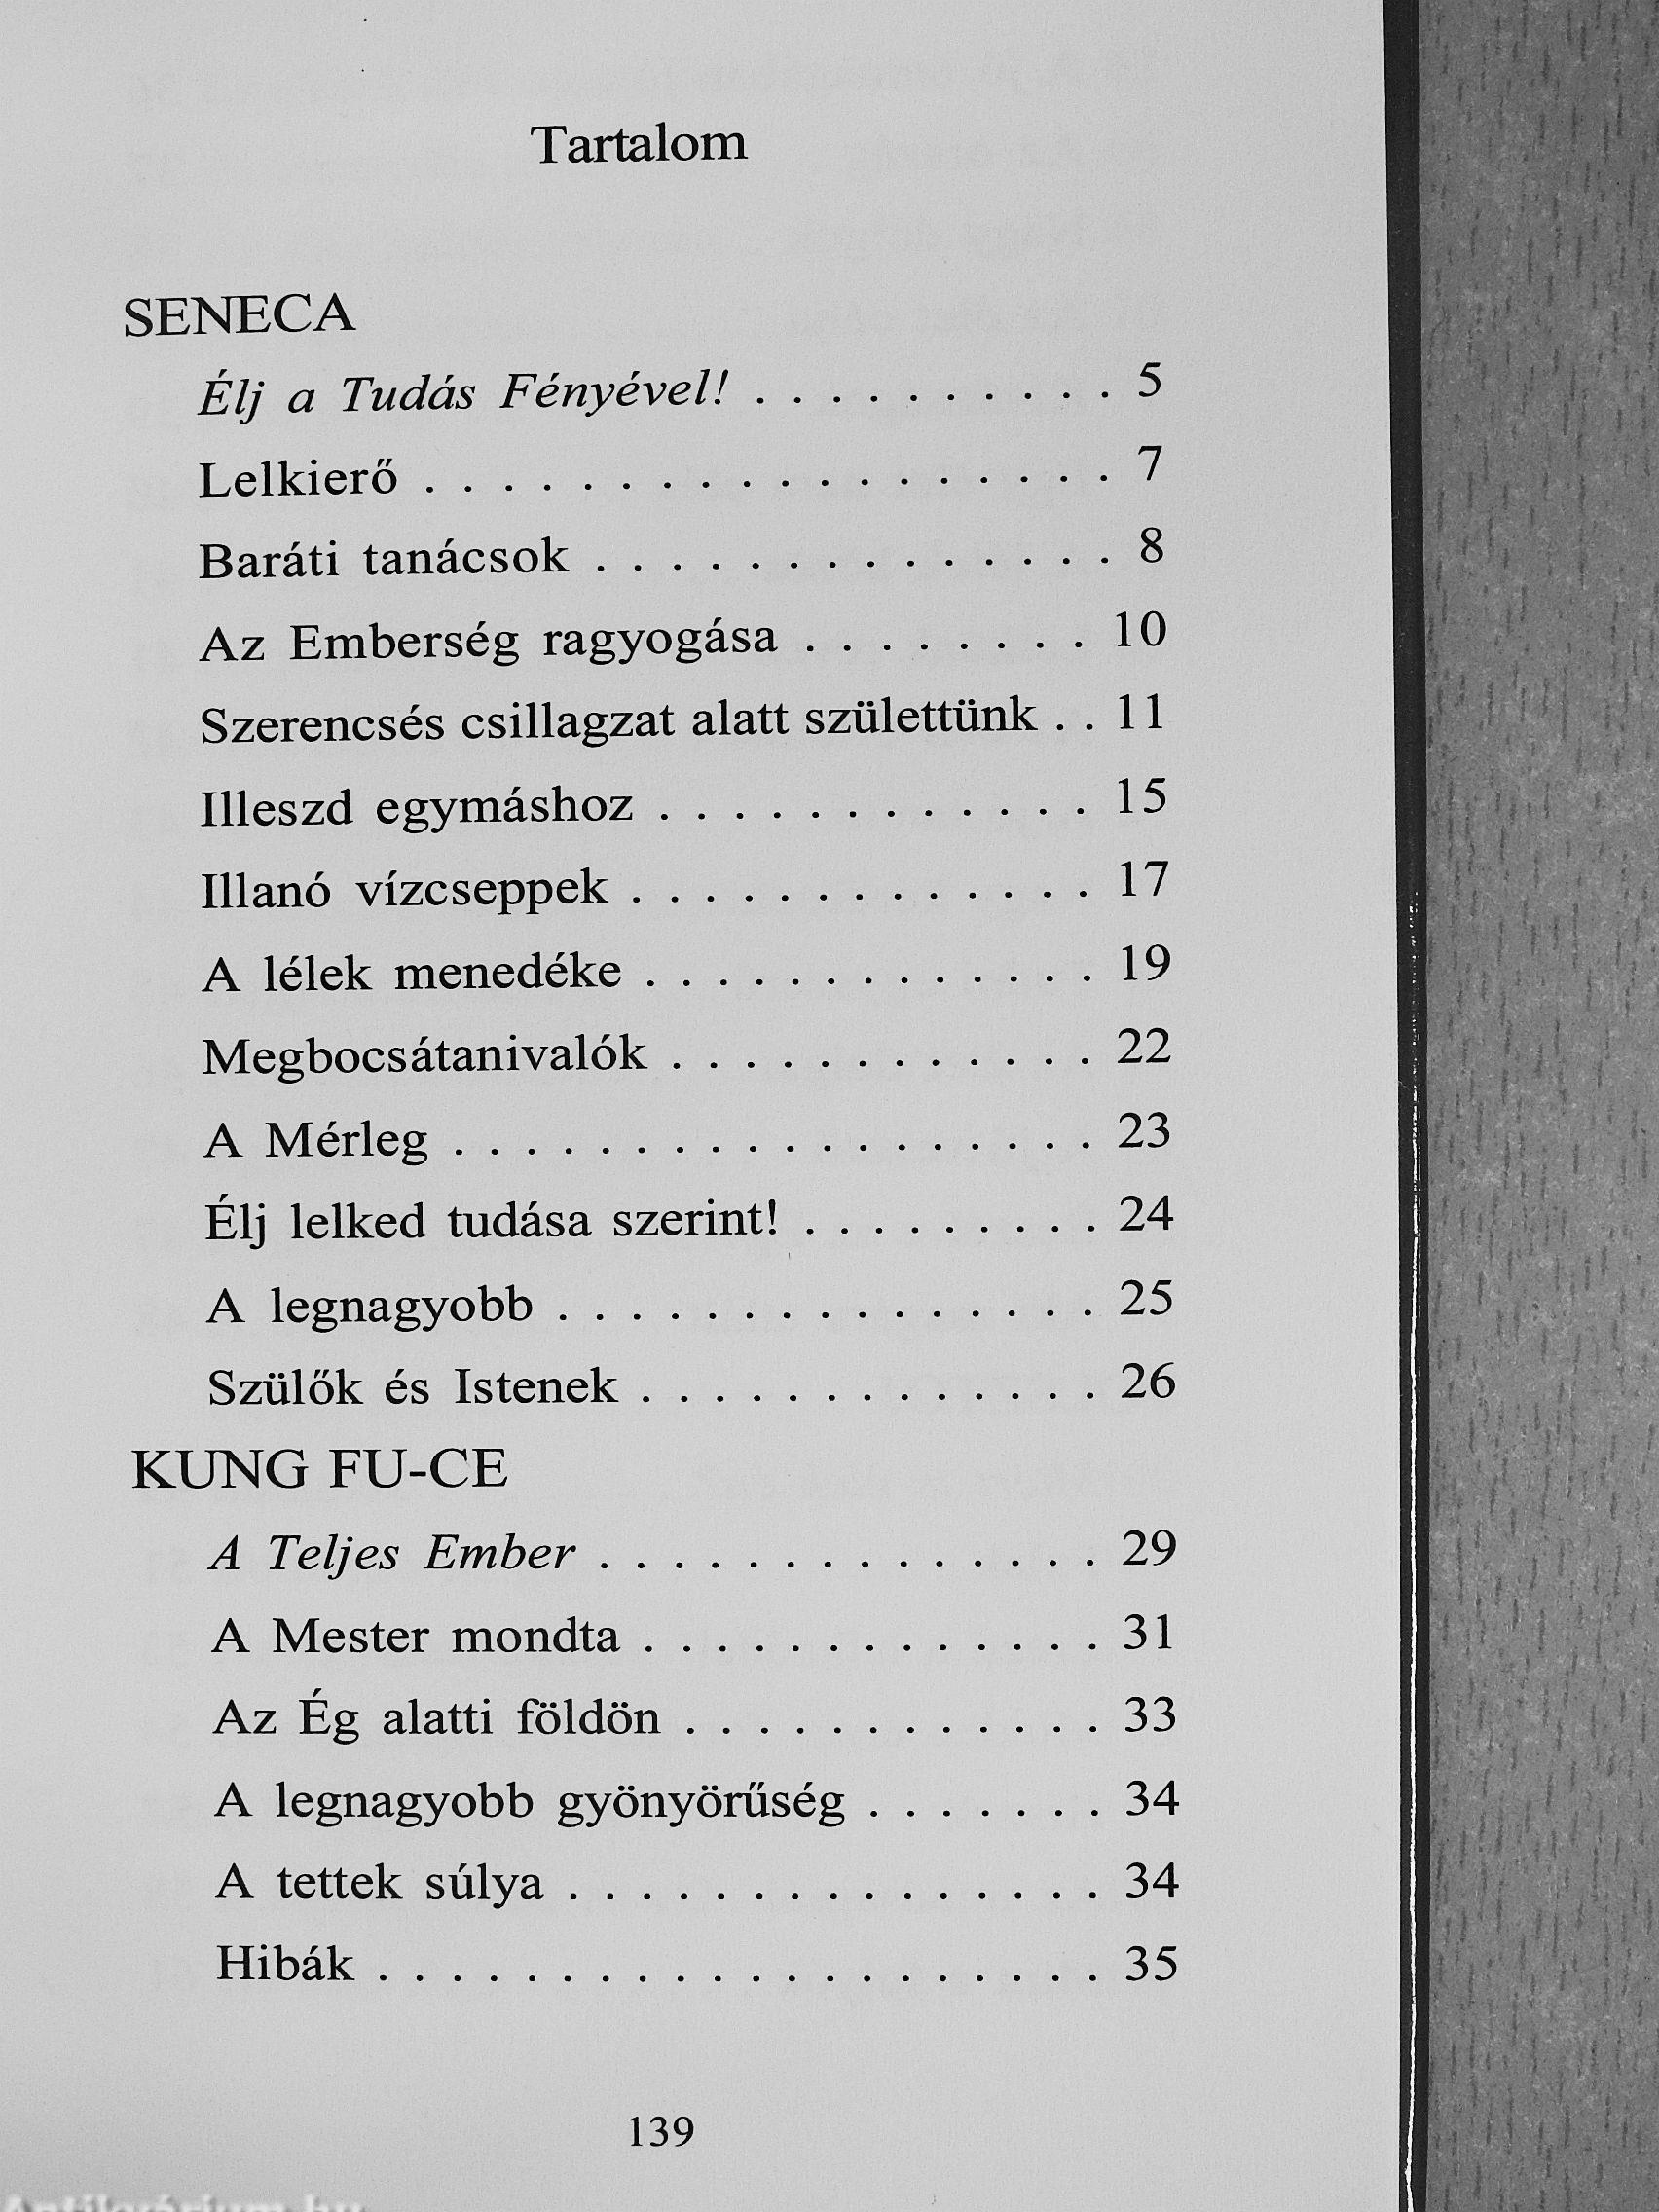 Tartalom
SENECA
Élj a Tudás Fényével! . . . . . . . . . . 5
Lelkierő . . . . . . . . . . . . . . . . . . 7
Baráti tanácsok . . . . . . . . . . . . . . 8
Az Emberség ragyogása . . . . . . . . 10
Szerencsés csillagzat alatt születtünk . . 11
Illeszd egymáshoz . . . . . . . . . . . . 15
Illanó vízcseppek . . . . . . . . . . . . . 17
A lélek menedéke . . . . . . . . . . . . . 19
Megbocsátanivalók . . . . . . . . . . . . 22
A Mérleg . . . . . . . . . . . . . . . . . . 23
Élj lelked tudása szerint! . . . . . . . . . 24
A legnagyobb . . . . . . . . . . . . . . . 25
Szülők és Istenek . . . . . . . . . . . . . 26
KUNG FU-CE
A Teljes Ember . . . . . . . . . . . . . . 29
A Mester mondta . . . . . . . . . . . . . 31
Az Ég alatti földön . . . . . . . . . . . . 33
A legnagyobb gyönyörűség . . . . . . . 34
A tettek súlya . . . . . . . . . . . . . . . 34
Hibák . . . . . . . . . . . . . . . . . . . . 35
139